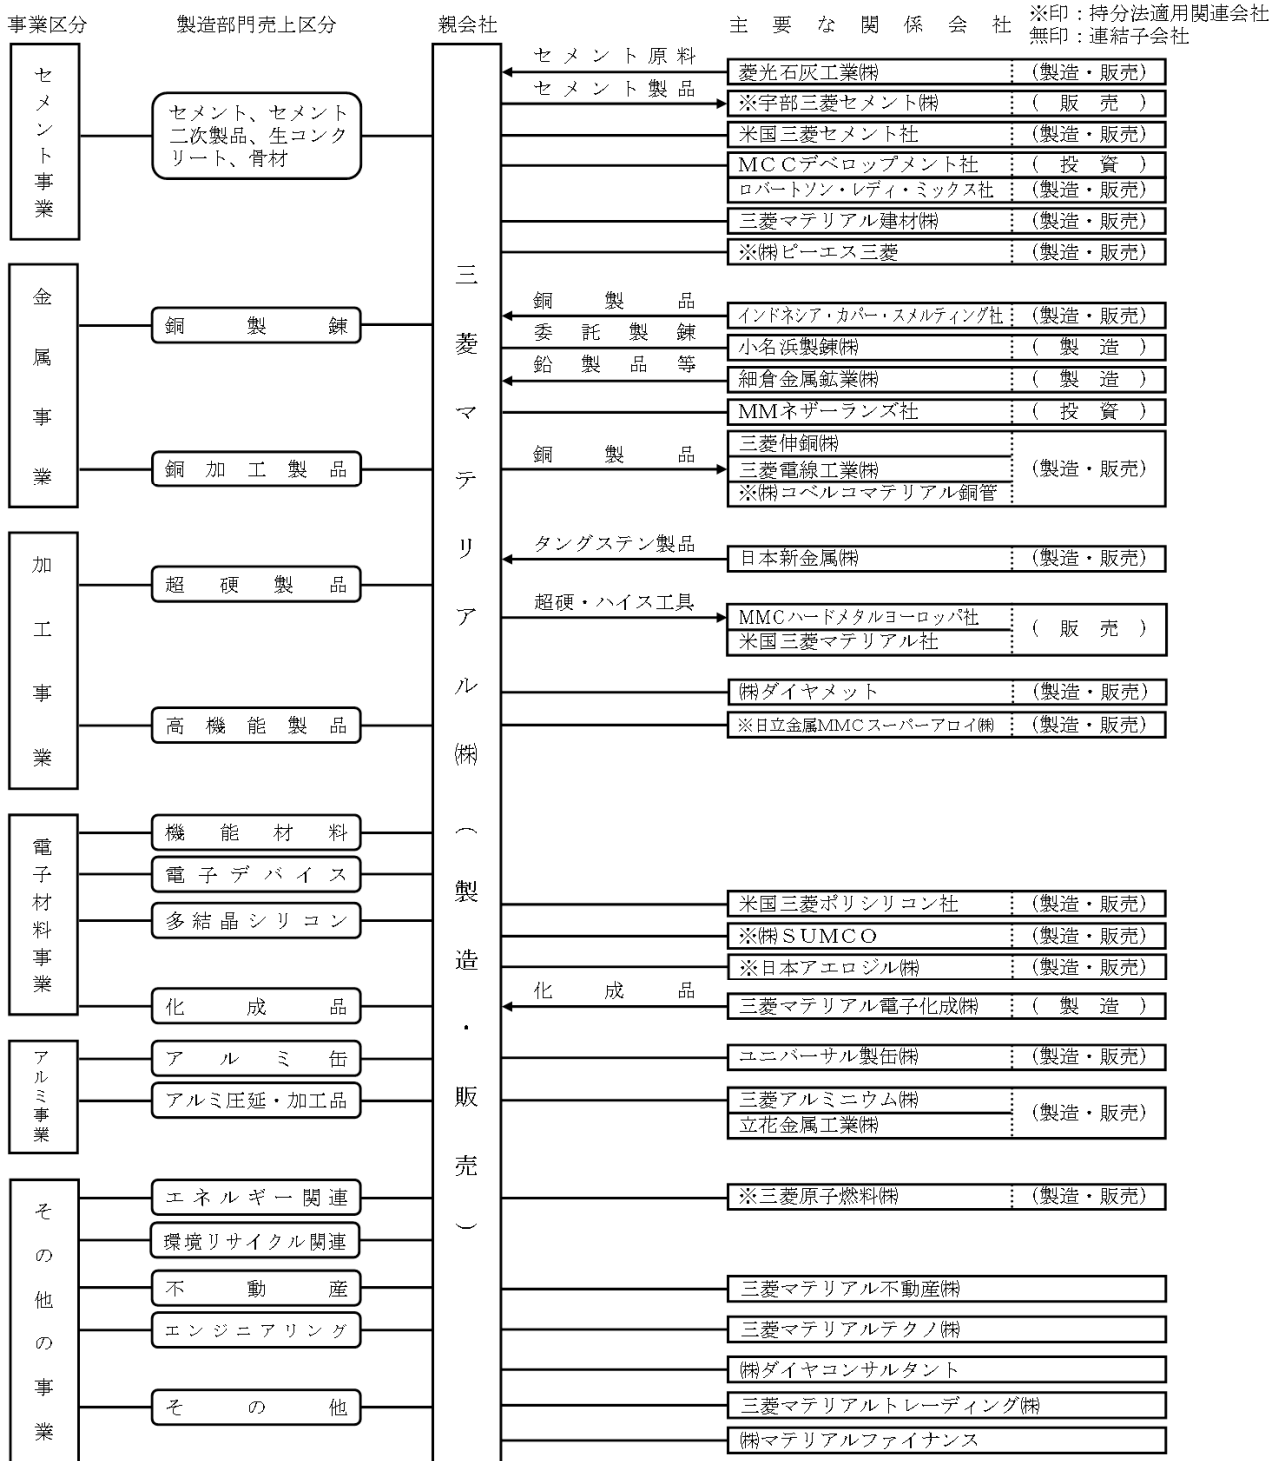 事業区分
製造部門売上区分
親会社
主要な関係会社
※印：持分法適用関連会社
無印：連結子会社
セメント事業
セメント、セメント
二次製品、生コンク
リート、骨材
三菱マテリアル㈱（製造・販売）
セメント原料
菱光石灰工業㈱
(製造・販売)
セメント製品
※宇部三菱セメント㈱
(販売)
米国三菱セメント社
(製造・販売)
MCCデベロップメント社
(投資)
ロバートソン・レディ・ミックス社
(製造・販売)
三菱マテリアル建材㈱
(製造・販売)
※㈱ピーエス三菱
(製造・販売)
金属事業
銅製錬
銅製品
インドネシア・カパー・スメルティング社
(製造・販売)
委託製錬
小名浜製錬㈱
(製造)
鉛製品等
細倉金属鉱業㈱
(製造)
MMネザーランズ社
(投資)
銅加工製品
銅製品
三菱伸銅㈱
三菱電線工業㈱
※㈱コベルコマテリアル銅管
(製造・販売)
加工事業
超硬製品
タングステン製品
日本新金属㈱
(製造・販売)
超硬・ハイス工具
MMCハードメタルヨーロッパ社
米国三菱マテリアル社
(販売)
㈱ダイヤメット
(製造・販売)
高機能製品
※日立金属MMCスーパーアロイ㈱
(製造・販売)
電子材料事業
機能材料
電子デバイス
多結晶シリコン
米国三菱ポリシリコン社
(製造・販売)
※㈱SUMCO
(製造・販売)
※日本アエロジル㈱
(製造・販売)
化成品
化成品
三菱マテリアル電子化成㈱
(製造)
アルミ事業
アルミ缶
ユニバーサル製缶㈱
(製造・販売)
アルミ圧延・加工品
三菱アルミニウム㈱
立花金属工業㈱
(製造・販売)
その他の事業
エネルギー関連
※三菱原子燃料㈱
(製造・販売)
環境リサイクル関連
不動産
三菱マテリアル不動産㈱
エンジニアリング
三菱マテリアルテクノ㈱
㈱ダイヤコンサルタント
その他
三菱マテリアルトレーディング㈱
㈱マテリアルファイナンス